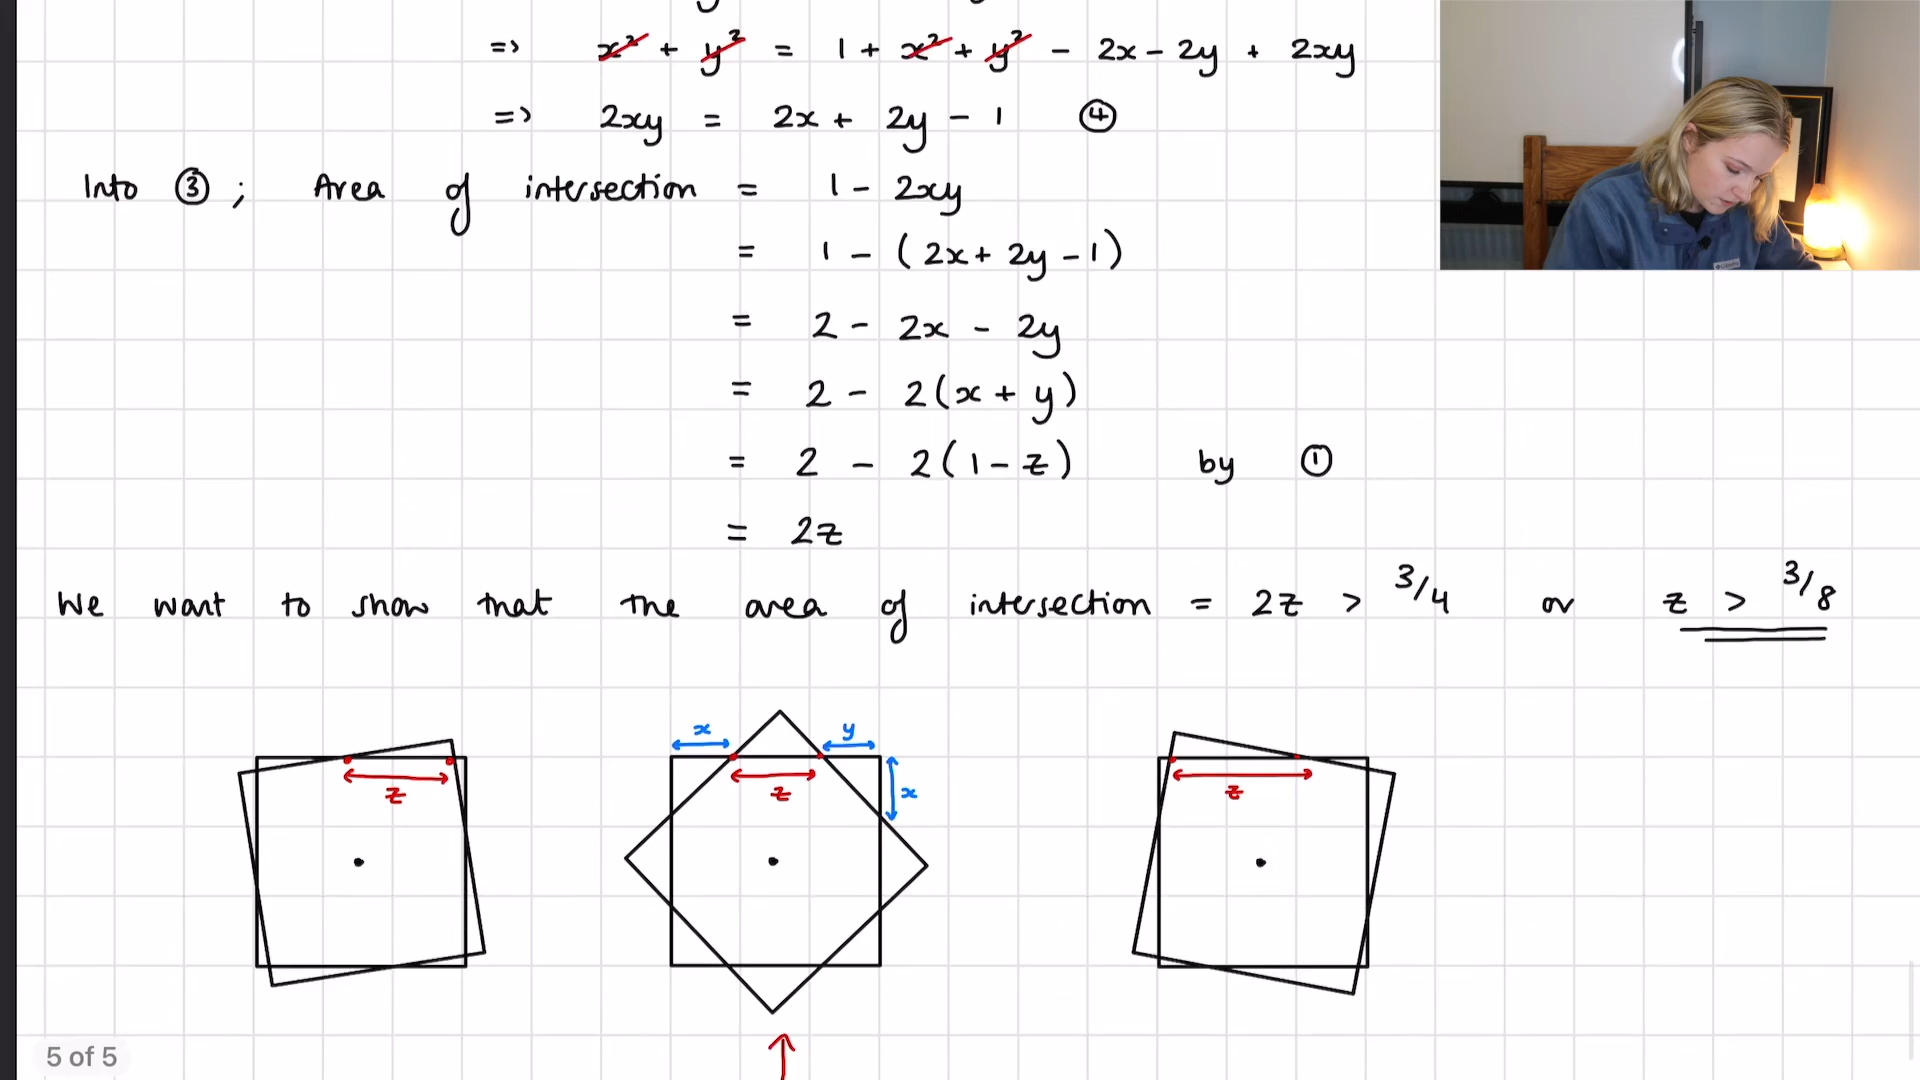 => x² + y² = 1 + x² + y² - 2x - 2y + 2xy
=> 2xy = 2x + 2y - 1 ④
Into ③ ; Area of intersection = 1 - 2xy
= 1 - (2x + 2y - 1)
= 2 - 2x - 2y
= 2 - 2(x + y)
= 2 - 2(1 - z) by ①
= 2z
We want to show that the area of intersection = 2z > 3/4 or z > 3/8
x y
z z x z
5 of 5